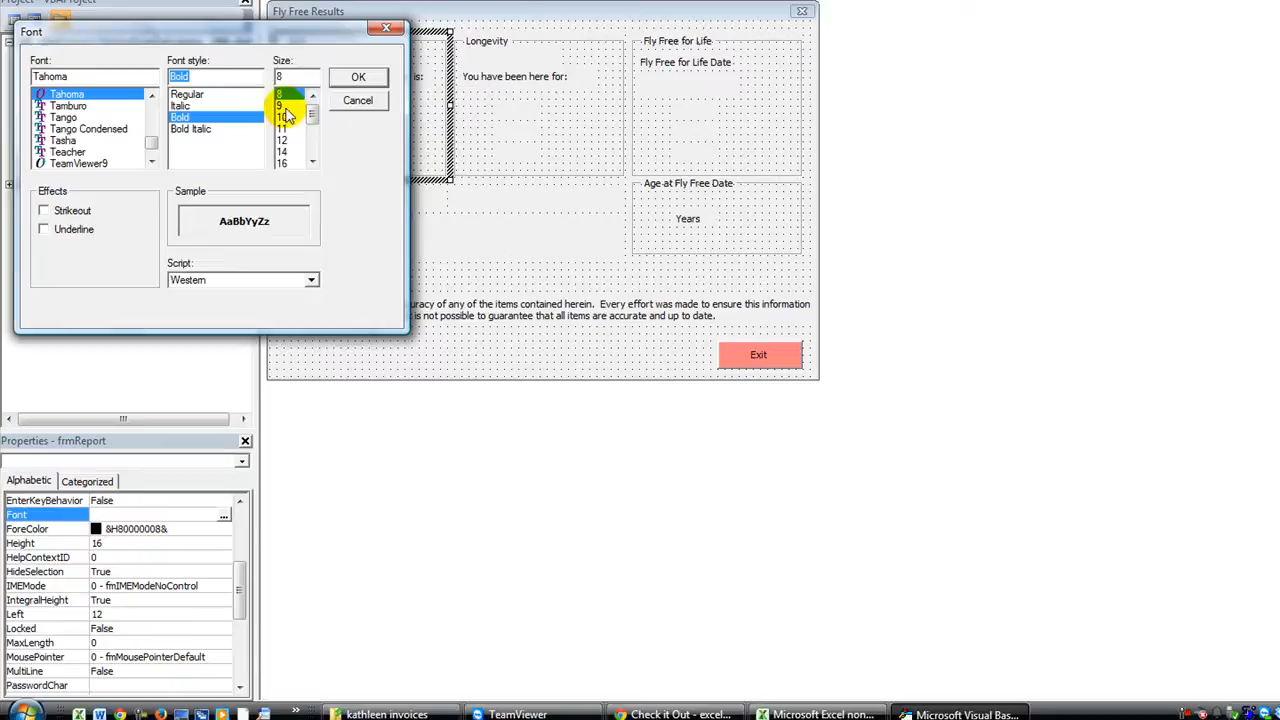 Project - VBAProject
Fly Free Results
Font
Font:
Font style:
Size:
Tahoma
Bold
8
OK
Cancel
Tahoma
Tamburo
Tango
Tango Condensed
Tasha
Teacher
TeamViewer9
Regular
Italic
Bold
Bold Italic
8
9
10
11
12
14
16
Effects
Strikeout
Underline
Sample
AaBbYyZz
Script:
Western
is:
Longevity
You have been here for:
Fly Free for Life
Fly Free for Life Date
Age at Fly Free Date
Years
uracy of any of the items contained herein. Every effort was made to ensure this information
is not possible to guarantee that all items are accurate and up to date.
Exit
Properties - frmReport
Alphabetic Categorized
EnterKeyBehavior False
Font ...
ForeColor &H80000008&
Height 16
HelpContextID 0
HideSelection True
IMEMode 0 - fmIMEModeNoControl
IntegralHeight True
Left 12
Locked False
MaxLength 0
MousePointer 0 - fmMousePointerDefault
MultiLine False
PasswordChar
kathleen invoices
TeamViewer
Check it Out - excel...
Microsoft Excel non...
Microsoft Visual Bas...